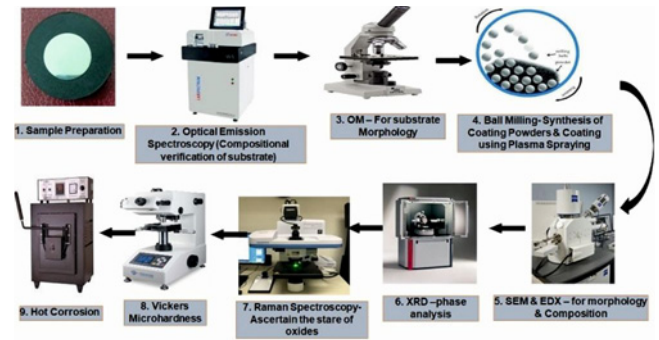 1. Sample Preparation
2. Optical Emission
Spectroscopy (Compositional
verification of substrate)
3. OM – For substrate
Morphology
4. Ball Milling- Synthesis of
Coating Powders & Coating
using Plasma Spraying
9. Hot Corrosion
8. Vickers
Microhardness
7. Raman Spectroscopy-
Ascertain the stare of
oxides
6. XRD –phase
analysis
5. SEM & EDX – for morphology
& Composition